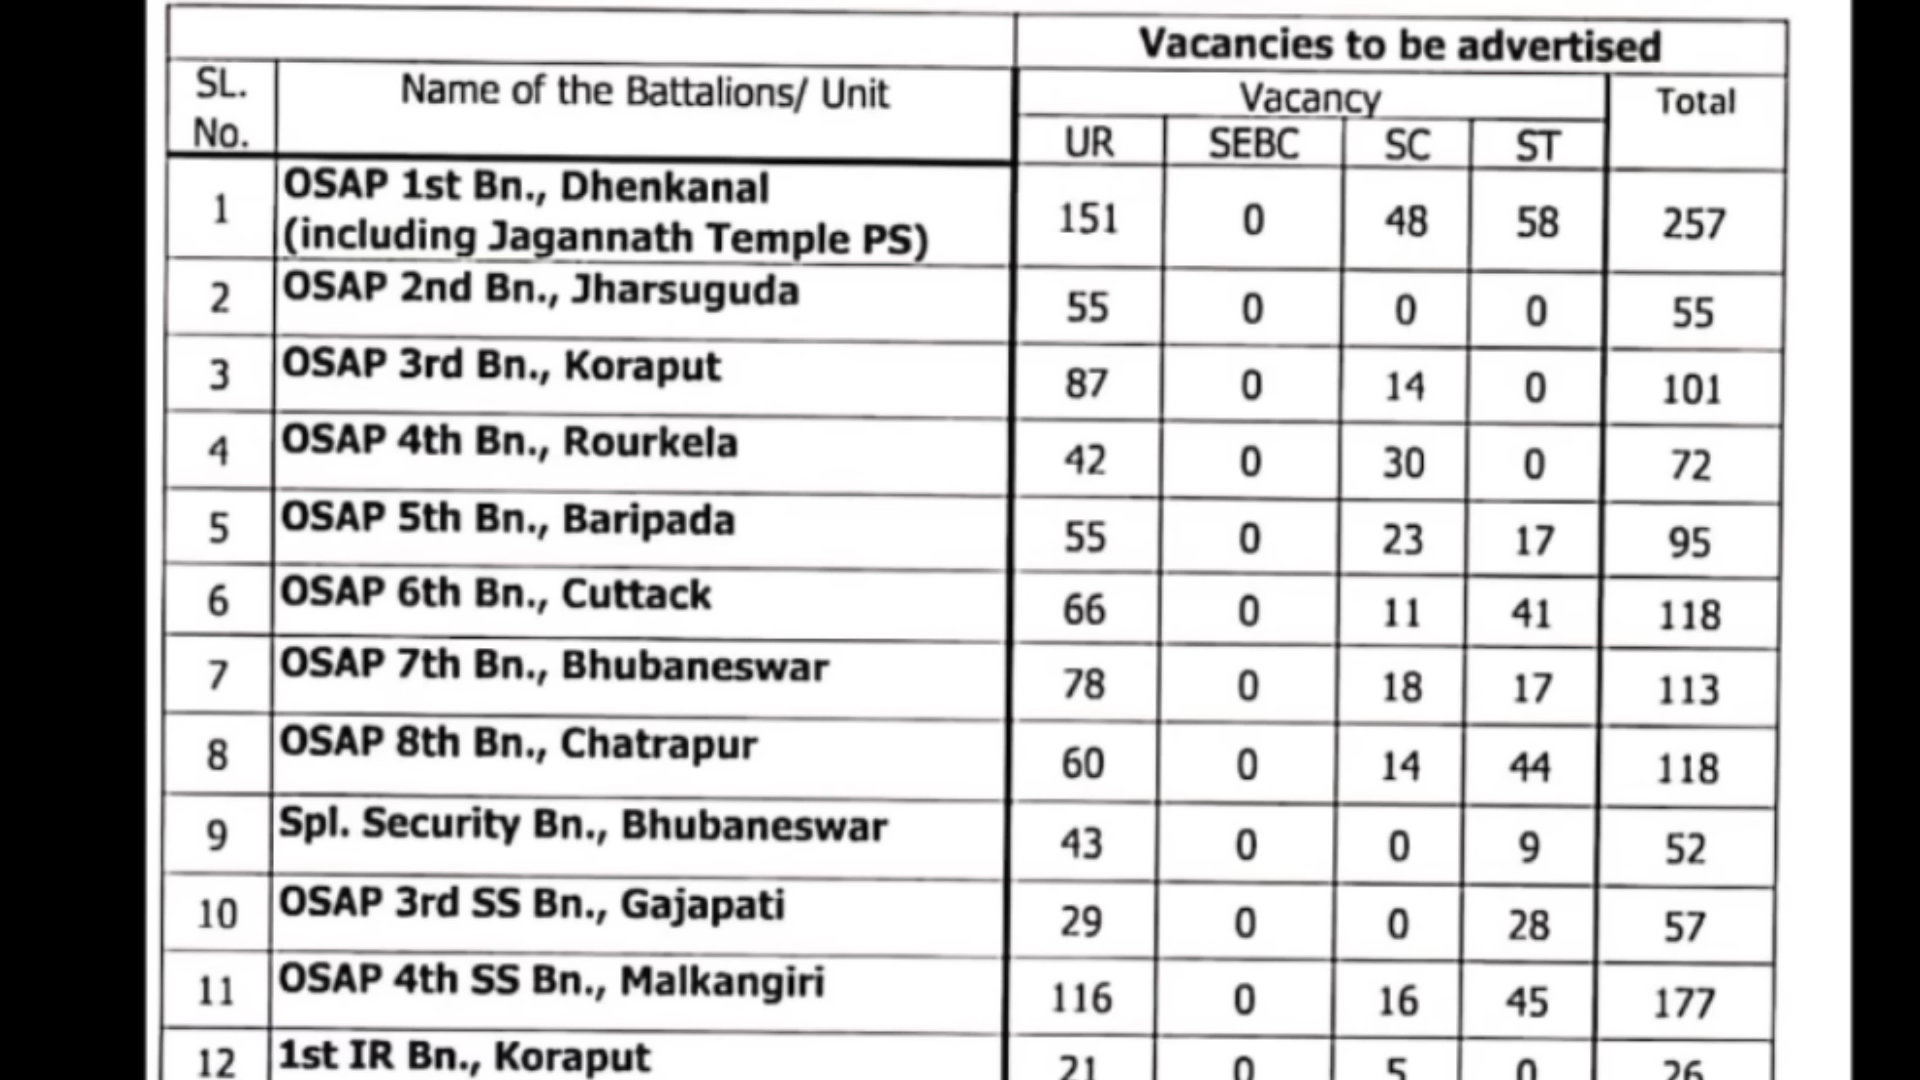 Vacancies to be advertised
SL. No. Name of the Battalions/ Unit Vacancy Total
UR SEBC SC ST
1 OSAP 1st Bn., Dhenkanal
(including Jagannath Temple PS) 151 0 48 58 257
2 OSAP 2nd Bn., Jharsuguda 55 0 0 0 55
3 OSAP 3rd Bn., Koraput 87 0 14 0 101
4 OSAP 4th Bn., Rourkela 42 0 30 0 72
5 OSAP 5th Bn., Baripada 55 0 23 17 95
6 OSAP 6th Bn., Cuttack 66 0 11 41 118
7 OSAP 7th Bn., Bhubaneswar 78 0 18 17 113
8 OSAP 8th Bn., Chatrapur 60 0 14 44 118
9 Spl. Security Bn., Bhubaneswar 43 0 0 9 52
10 OSAP 3rd SS Bn., Gajapati 29 0 0 28 57
11 OSAP 4th SS Bn., Malkangiri 116 0 16 45 177
12 1st IR Bn., Koraput 21 0 5 0 26